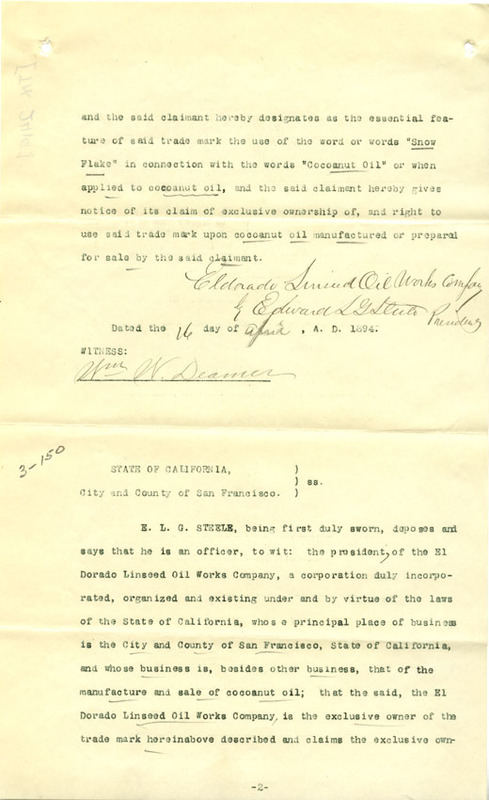 and the said claimant hereby designates as the essential fea-
ture of said trade mark the use of the word or words "Snow
Flake" in connection with the words "Cocoanut Oil" or when
applied to cocoanut oil, and the said claimant hereby gives
notice of its claim of exclusive ownership of, and right to
use said trade mark upon cocoanut oil manufactured or prepared
for sale by the said claimant.
Eldorado Linseed Oil Works Company
by Edward L G Steele President
Dated the 16 day of April , A. D. 1894.
WITNESS:
Wm W. Deamer
3-150
STATE OF CALIFORNIA, )
) ss.
City and County of San Francisco. )
E. L. G. STEELE, being first duly sworn, deposes and
says that he is an officer, to wit: the president, of the El
Dorado Linseed Oil Works Company, a corporation duly incorpo-
rated, organized and existing under and by virtue of the laws
of the State of California, whose principal place of business
is the City and County of San Francisco, State of California,
and whose business is, besides other business, that of the
manufacture and sale of cocoanut oil; that the said, the El
Dorado Linseed Oil Works Company, is the exclusive owner of the
trade mark hereinabove described and claims the exclusive own-
-2-